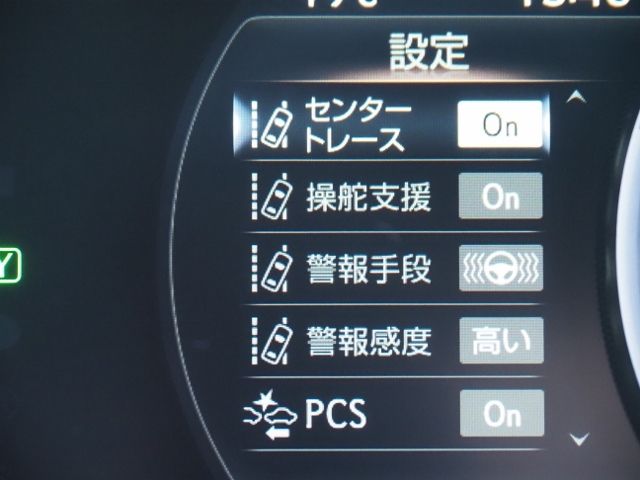 設定
センター
トレース
On
操舵支援 On
警報手段
警報感度 高い
PCS On